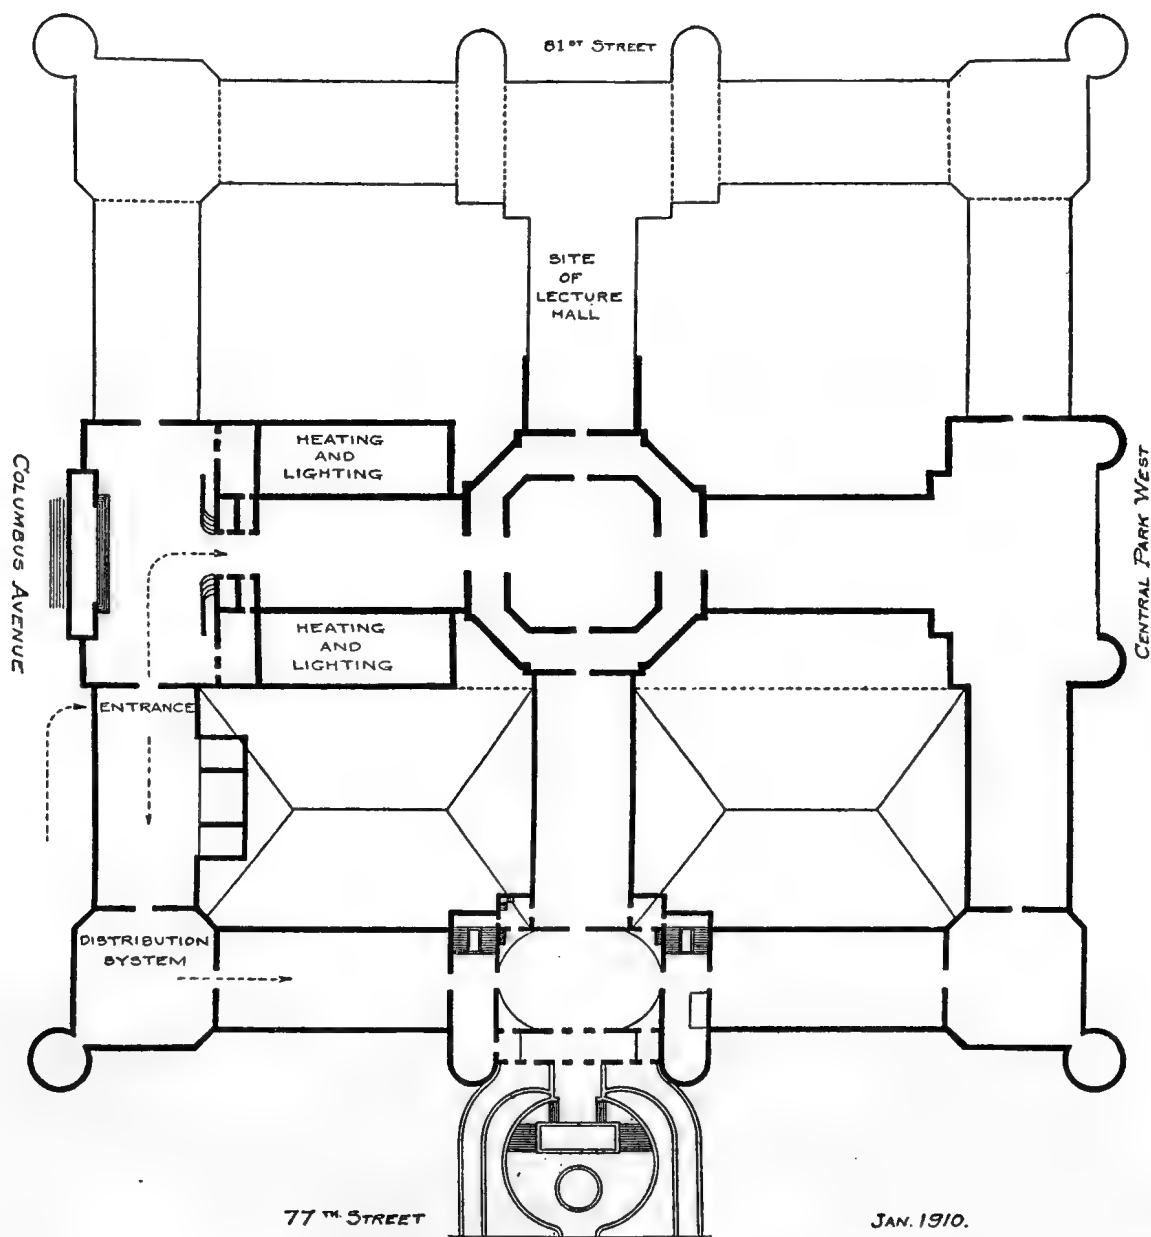 81ST STREET
SITE
OF
LECTURE
HALL
HEATING
AND
LIGHTING
COLUMBUS AVENUE
CENTRAL PARK WEST
HEATING
AND
LIGHTING
ENTRANCE
DISTRIBUTION
SYSTEM
77TH. STREET
JAN. 1910.